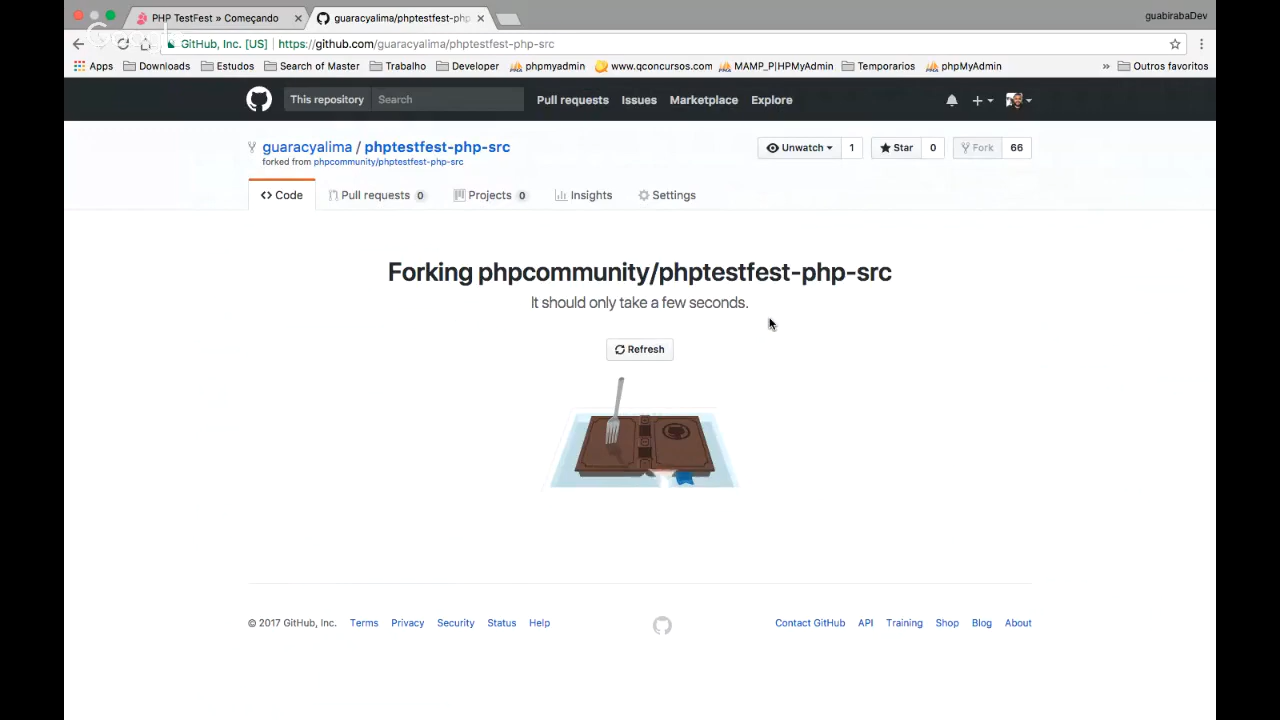 PHP TestFest » Começando
guaracyalima/phptestfest-php
guabirabaDev
Google
GitHub, Inc. [US] https://github.com/guaracyalima/phptestfest-php-src
Apps Downloads Estudos Search of Master Trabalho Developer phpmyadmin www.qconcursos.com MAMP_P|HPMyAdmin Temporarios phpMyAdmin » Outros favoritos
This repository Search Pull requests Issues Marketplace Explore
guaracyalima / phptestfest-php-src
forked from phpcommunity/phptestfest-php-src
Unwatch 1 Star 0 Fork 66
<> Code Pull requests 0 Projects 0 Insights Settings
Forking phpcommunity/phptestfest-php-src
It should only take a few seconds.
Refresh
© 2017 GitHub, Inc. Terms Privacy Security Status Help Contact GitHub API Training Shop Blog About